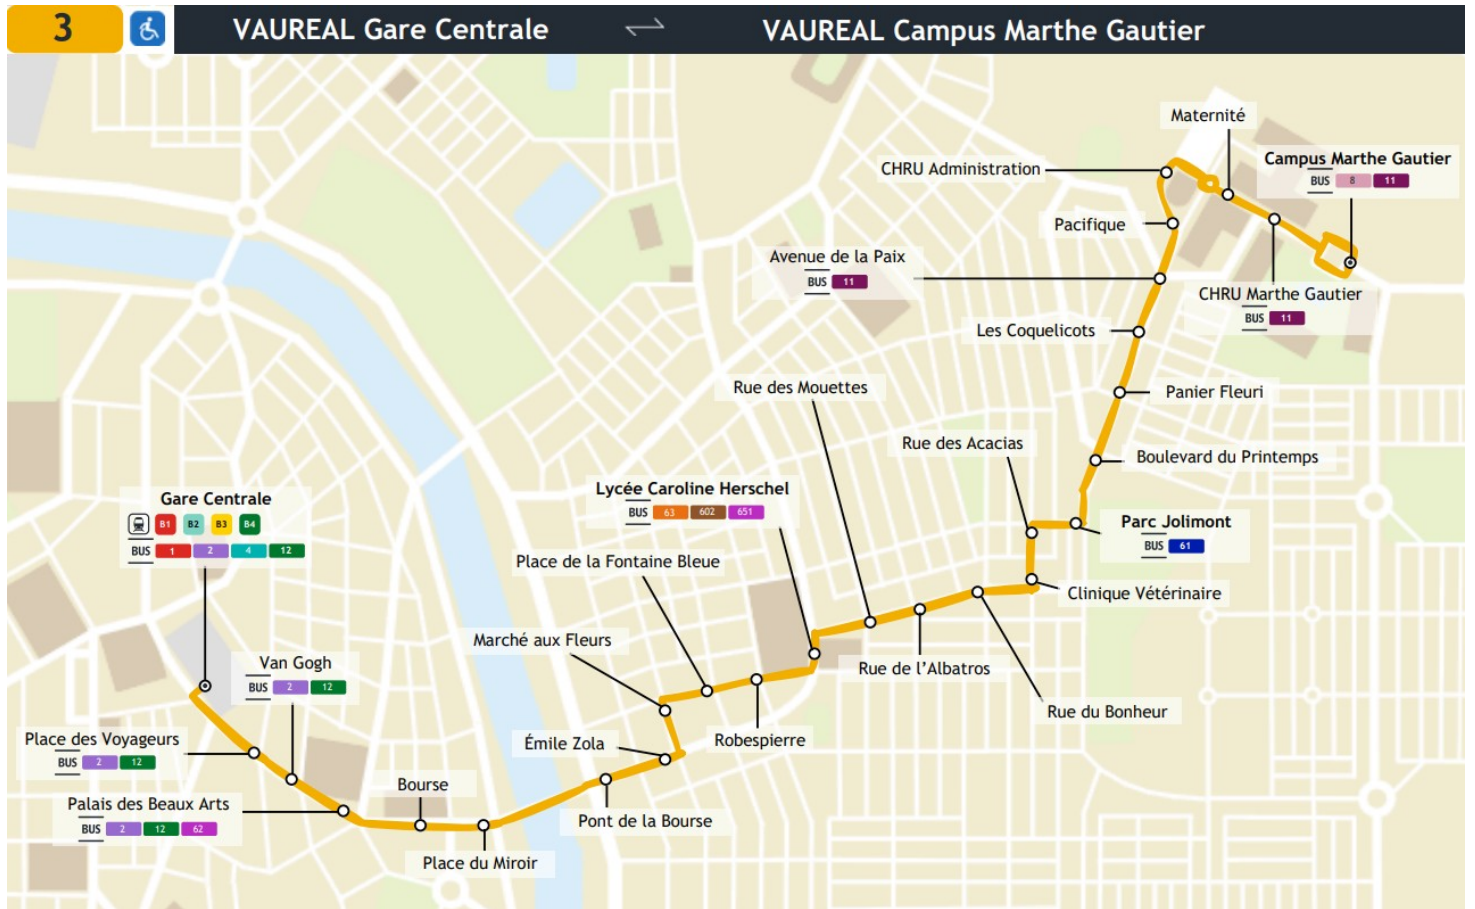 3 VAUREAL Gare Centrale ⇌ VAUREAL Campus Marthe Gautier
Maternité
CHRU Administration
Campus Marthe Gautier
BUS 8 11
Pacifique
Avenue de la Paix
BUS 11
CHRU Marthe Gautier
BUS 11
Les Coquelicots
Rue des Mouettes
Panier Fleuri
Rue des Acacias
Boulevard du Printemps
Lycée Caroline Herschel
BUS 63 602 651
Gare Centrale
B1 B2 B3 B4
BUS 1 2 4 12
Parc Jolimont
BUS 61
Place de la Fontaine Bleue
Clinique Vétérinaire
Marché aux Fleurs
Van Gogh
BUS 2 12
Rue de l'Albatros
Rue du Bonheur
Place des Voyageurs
BUS 2 12
Émile Zola
Robespierre
Bourse
Palais des Beaux Arts
BUS 2 12 62
Pont de la Bourse
Place du Miroir